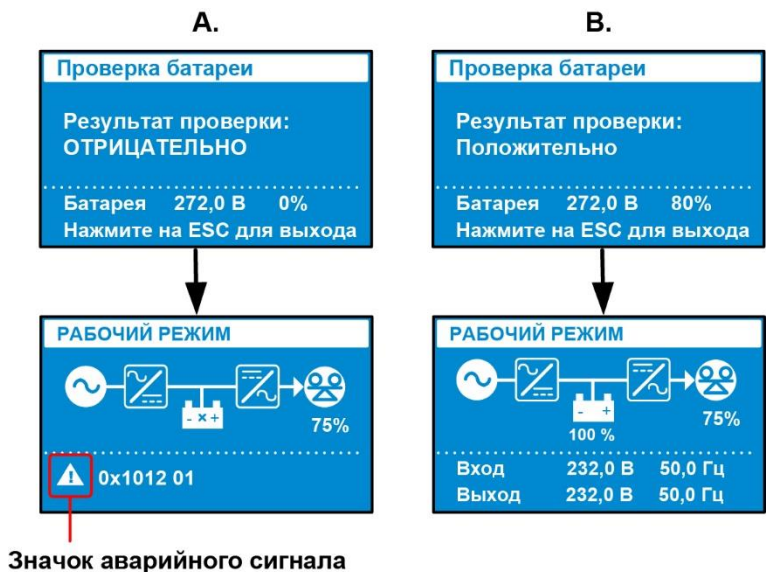 A.
Проверка батареи
Результат проверки:
ОТРИЦАТЕЛЬНО
Батарея 272,0 В 0%
Нажмите на ESC для выхода
РАБОЧИЙ РЕЖИМ
- × +
75%
0x1012 01
Значок аварийного сигнала
B.
Проверка батареи
Результат проверки:
Положительно
Батарея 272,0 В 80%
Нажмите на ESC для выхода
РАБОЧИЙ РЕЖИМ
- +
100 %
75%
Вход 232,0 В 50,0 Гц
Выход 232,0 В 50,0 Гц